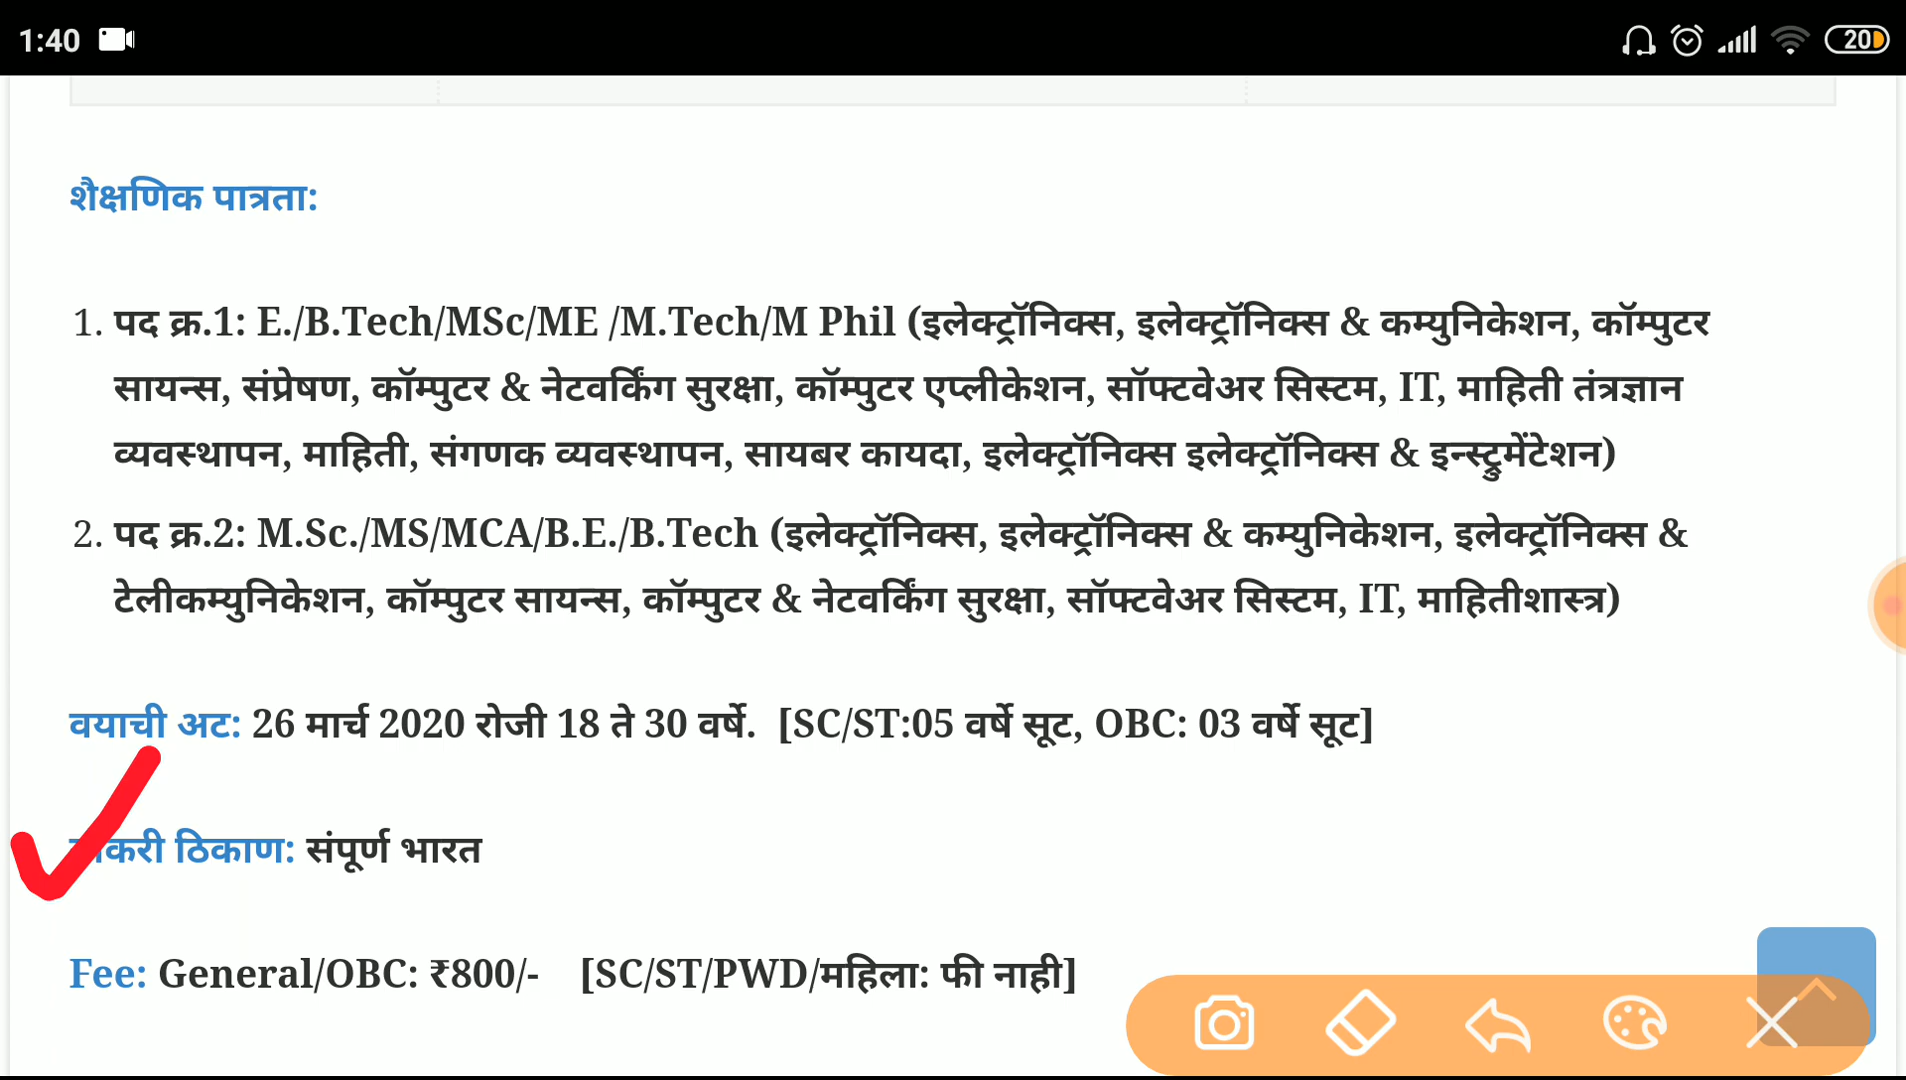 1:40
20
शैक्षणिक पात्रता:
1. पद क्र.1: E./B.Tech/MSc/ME /M.Tech/M Phil (इलेक्ट्रॉनिक्स, इलेक्ट्रॉनिक्स & कम्युनिकेशन, कॉम्पुटर
सायन्स, संप्रेषण, कॉम्पुटर & नेटवर्किंग सुरक्षा, कॉम्पुटर एप्लीकेशन, सॉफ्टवेअर सिस्टम, IT, माहिती तंत्रज्ञान
व्यवस्थापन, माहिती, संगणक व्यवस्थापन, सायबर कायदा, इलेक्ट्रॉनिक्स इलेक्ट्रॉनिक्स & इन्स्ट्रुमेंटेशन)
2. पद क्र.2: M.Sc./MS/MCA/B.E./B.Tech (इलेक्ट्रॉनिक्स, इलेक्ट्रॉनिक्स & कम्युनिकेशन, इलेक्ट्रॉनिक्स &
टेलीकम्युनिकेशन, कॉम्पुटर सायन्स, कॉम्पुटर & नेटवर्किंग सुरक्षा, सॉफ्टवेअर सिस्टम, IT, माहितीशास्त्र)
वयाची अट: 26 मार्च 2020 रोजी 18 ते 30 वर्षे. [SC/ST:05 वर्षे सूट, OBC: 03 वर्षे सूट]
ठिकाण: संपूर्ण भारत
Fee: General/OBC: ₹800/- [SC/ST/PWD/महिला: फी नाही]